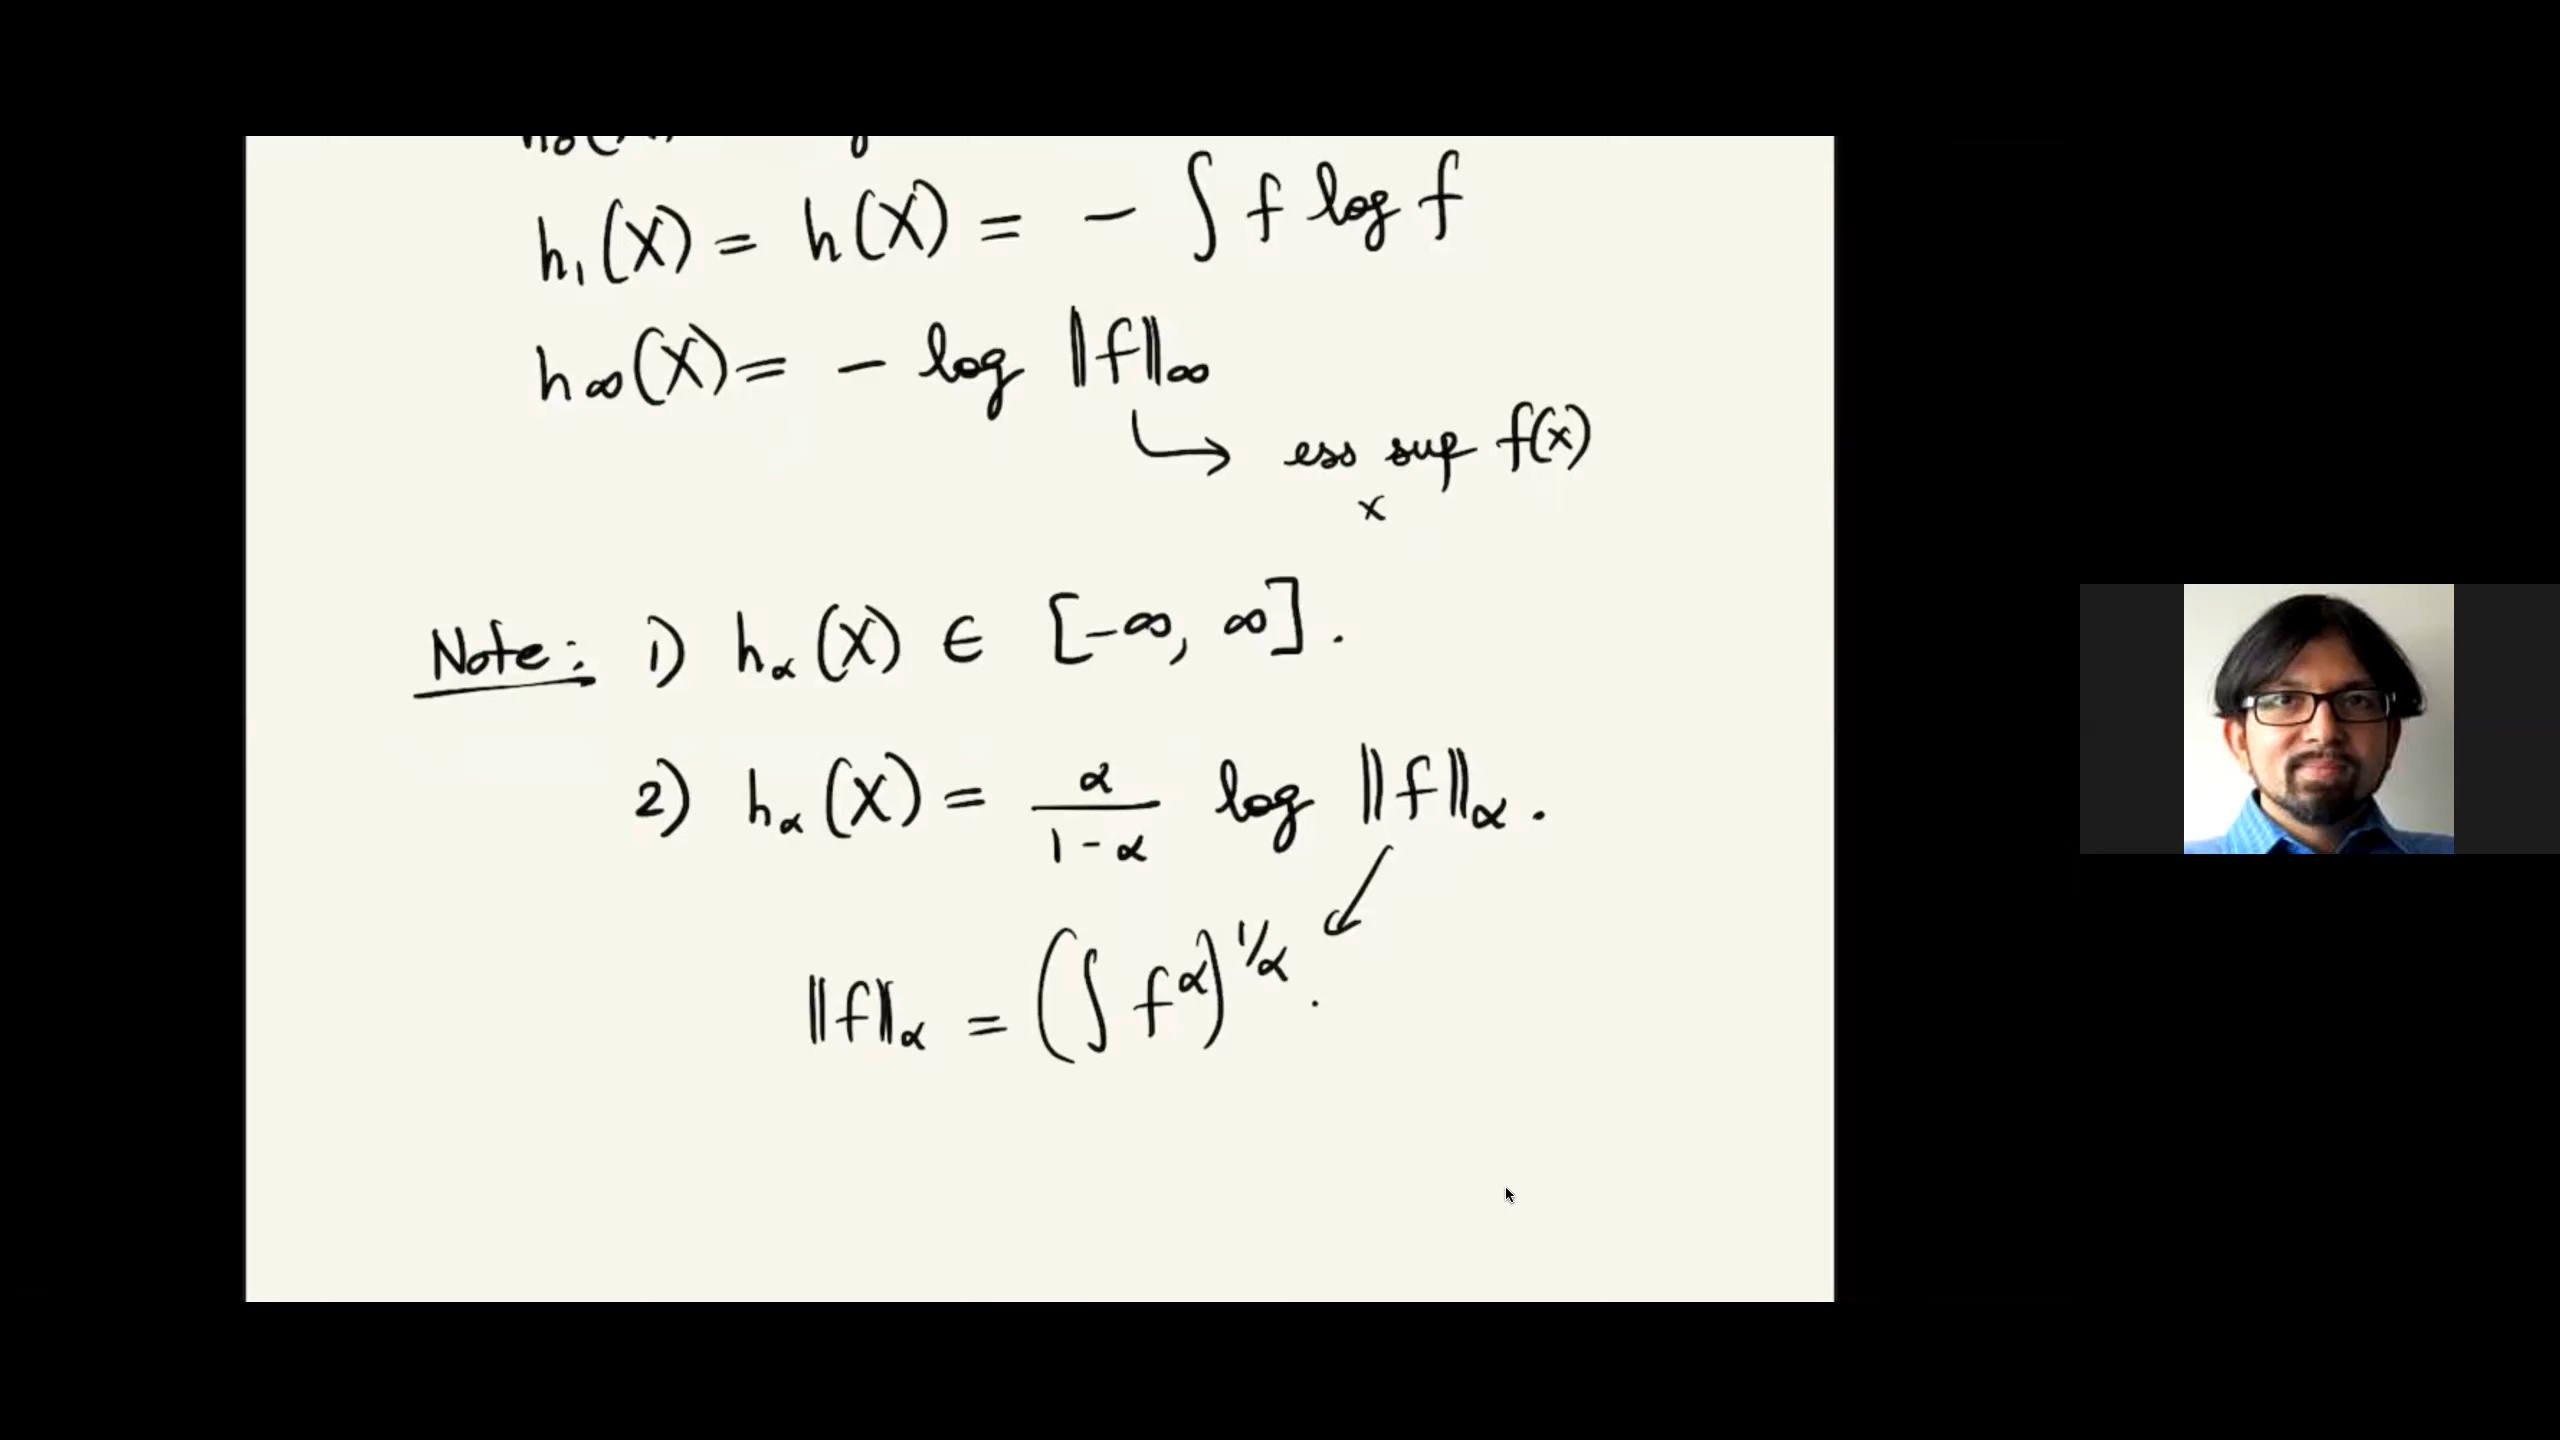 h₁(X) = h(X) = - ∫ f log f
h∞(X) = - log ‖f‖∞
↳ ess sup f(x)
x
Note: 1) hα(X) ∈ [-∞, ∞].
2) hα(X) = α/(1-α) log ‖f‖α.
‖f‖α = (∫ f^α)^{1/α}.